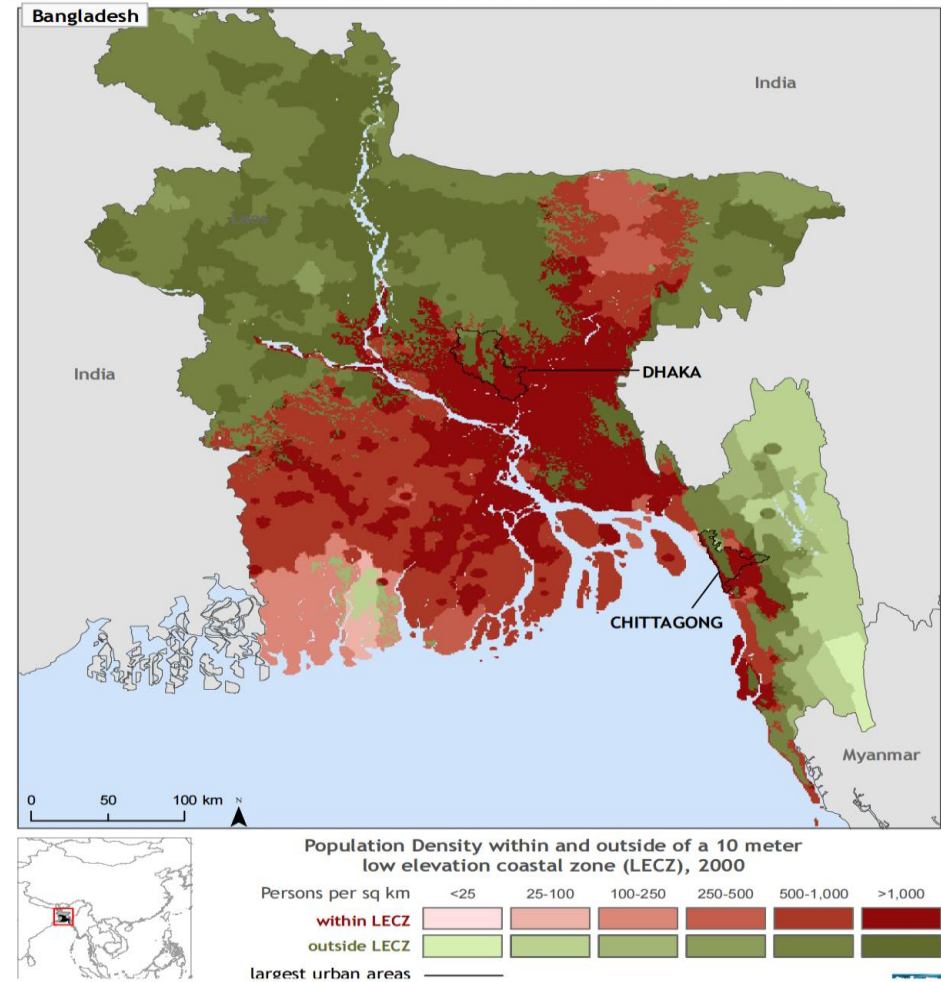 Bangladesh
India
India
DHAKA
CHITTAGONG
Myanmar
0 50 100 km
N
Population Density within and outside of a 10 meter
low elevation coastal zone (LECZ), 2000
Persons per sq km <25 25-100 100-250 250-500 500-1,000 >1,000
within LECZ
outside LECZ
largest urban areas